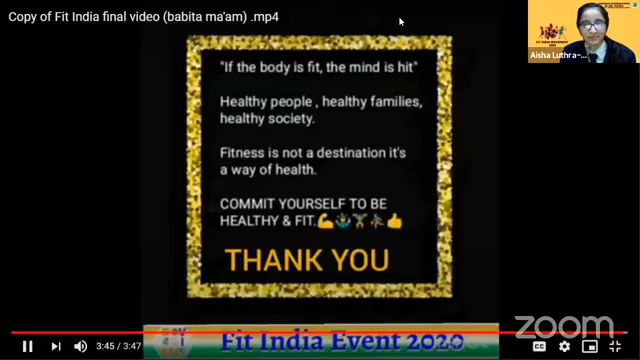 Copy of Fit India final video (babita ma'am) .mp4
Aisha Luthra-...
"If the body is fit, the mind is hit"
Healthy people , healthy families,
healthy society.
Fitness is not a destination it's
a way of health.
COMMIT YOURSELF TO BE
HEALTHY & FIT.💪🤹🏋⛹👍
THANK YOU
Fit India Event 2020
zoom
3:45 / 3:47
CC